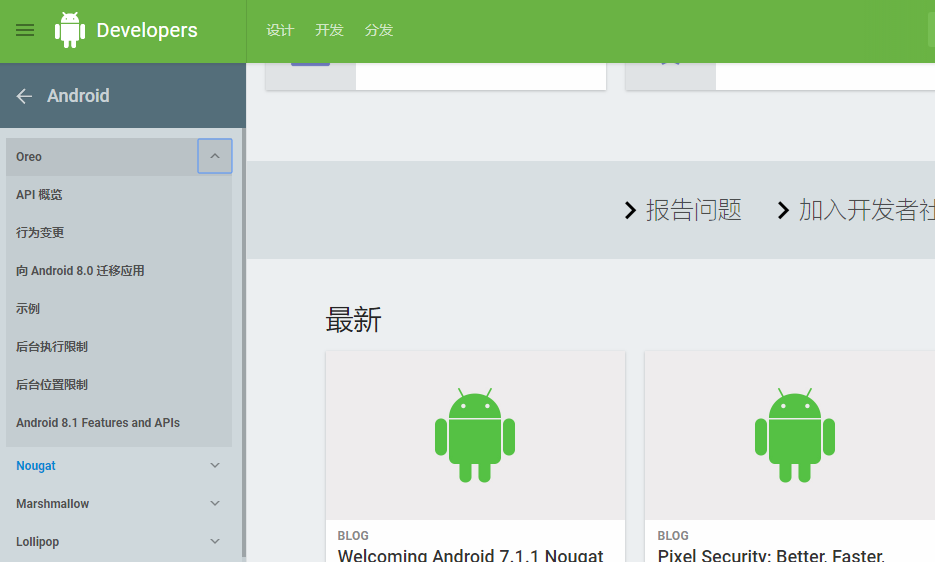 Developers
设计 开发 分发
Android
Oreo
API 概览
行为变更
向 Android 8.0 迁移应用
示例
后台执行限制
后台位置限制
Android 8.1 Features and APIs
Nougat
Marshmallow
Lollipop
报告问题 加入开发者社
最新
BLOG
Welcoming Android 7.1.1 Nougat
BLOG
Pixel Security: Better, Faster,